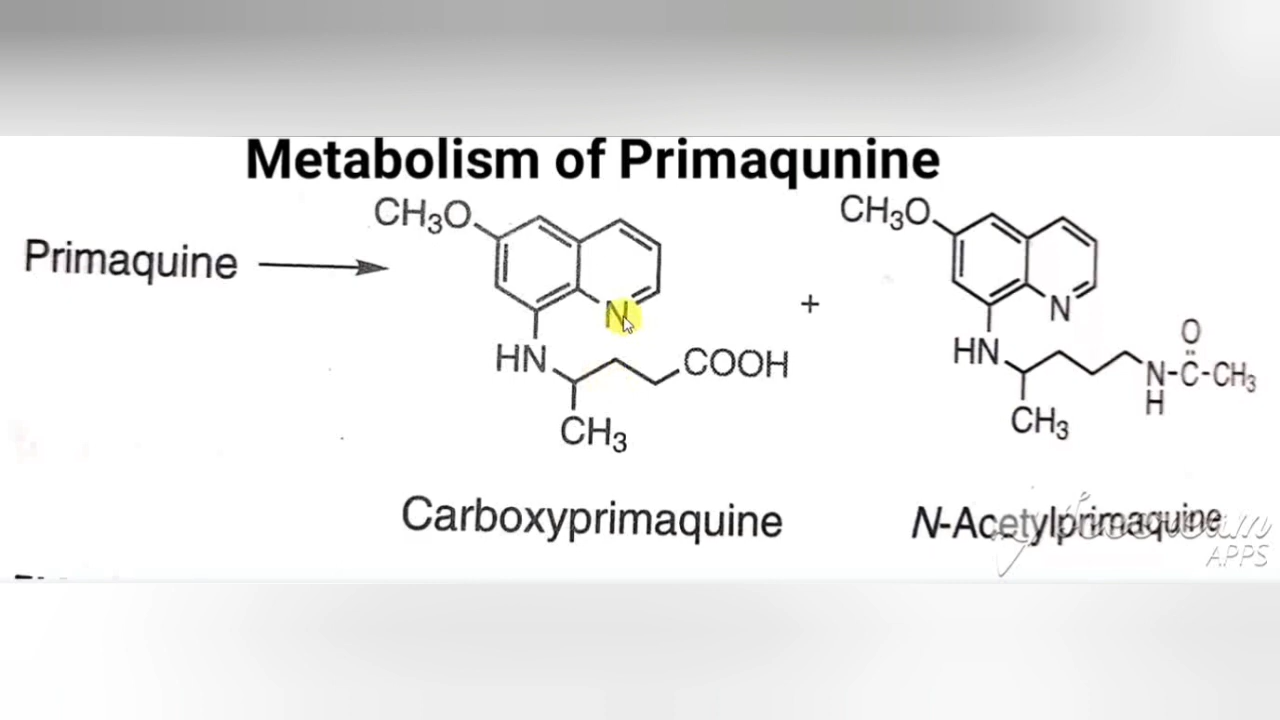 Metabolism of Primaqunine
Primaquine
CH3O
N
HN
COOH
CH3
Carboxyprimaquine
+
CH3O
N
HN
CH3
O
N-C-CH3
H
N-Acetylprimaquine
APPS